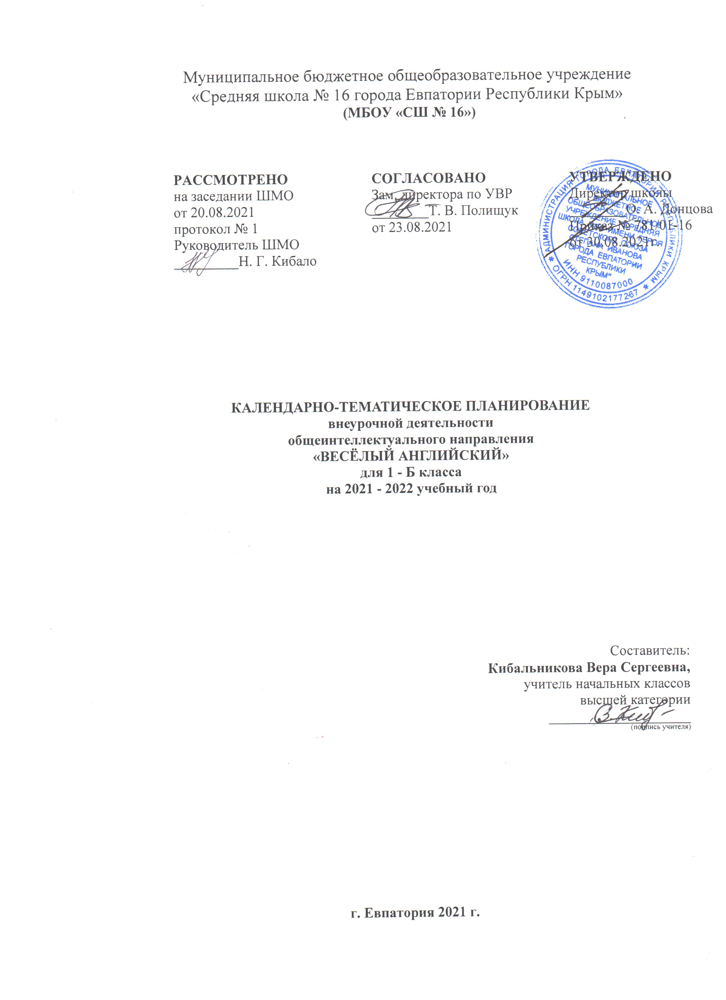 Муниципальное бюджетное общеобразовательное учреждение
«Средняя школа № 16 города Евпатории Республики Крым»
(МБОУ «СШ № 16»)
РАССМОТРЕНО
на заседании ШМО
от 20.08.2021
протокол № 1
Руководитель ШМО
Н. Г. Кибало
СОГЛАСОВАНО
Зам. директора по УВР
Т. В. Полищук
от 23.08.2021
УТВЕРЖДЕНО
Директор школы
О. А. Донцова
Приказ № 781/01-16
от 30.08.2021г.
АДМИНИСТРАЦИЯ ГОРОДА ЕВПАТОРИИ РЕСПУБЛИКИ КРЫМ
ОГРН 1149102177267
МУНИЦИПАЛЬНОЕ
БЮДЖЕТНОЕ
ОБЩЕОБРАЗОВАТЕЛЬНОЕ
УЧРЕЖДЕНИЕ "СРЕДНЯЯ
ШКОЛА ИМЕНИ ГЕРОЯ
СОВЕТСКОГО СОЮЗА
СТЕПАНА ИВАНОВА
ГОРОДА ЕВПАТОРИИ
РЕСПУБЛИКИ
КРЫМ"
ИНН 9110087000
КАЛЕНДАРНО-ТЕМАТИЧЕСКОЕ ПЛАНИРОВАНИЕ
внеурочной деятельности
общеинтеллектуального направления
«ВЕСЁЛЫЙ АНГЛИЙСКИЙ»
для 1 - Б класса
на 2021 - 2022 учебный год
Составитель:
Кибальникова Вера Сергеевна,
учитель начальных классов
высшей категории
(подпись учителя)
г. Евпатория 2021 г.